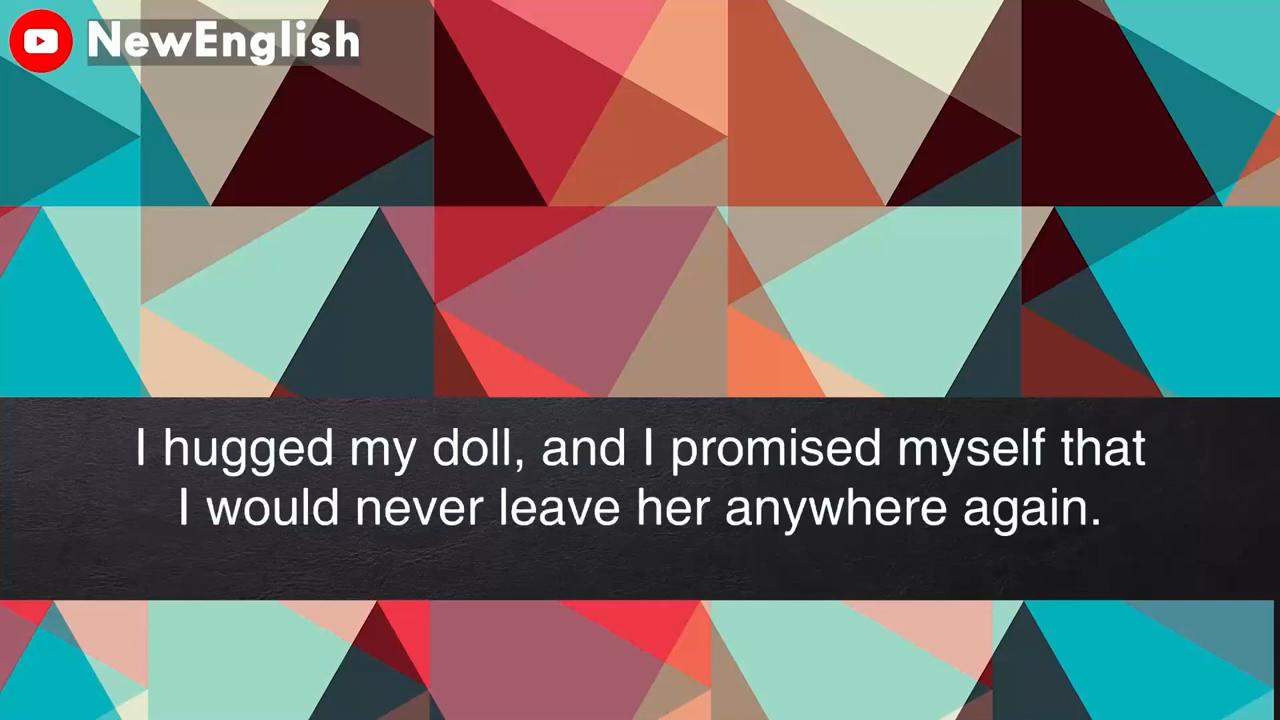 NewEnglish
I hugged my doll, and I promised myself that
I would never leave her anywhere again.